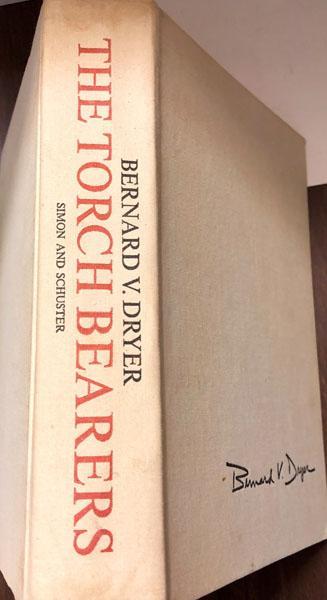 BERNARD V. DRYER
THE TORCH BEARERS
SIMON AND SCHUSTER
Bernard V. Dryer